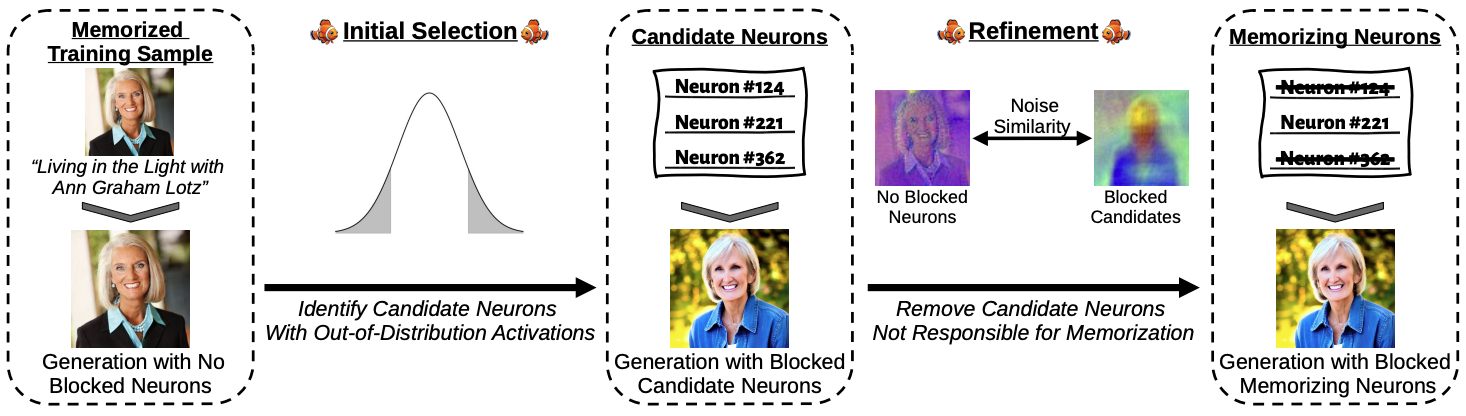 Memorized
Training Sample
“Living in the Light with
Ann Graham Lotz”
Generation with No
Blocked Neurons
Initial Selection
Identify Candidate Neurons
With Out-of-Distribution Activations
Candidate Neurons
Neuron #124
Neuron #221
Neuron #362
Generation with Blocked
Candidate Neurons
Refinement
Noise
Similarity
No Blocked
Neurons
Blocked
Candidates
Remove Candidate Neurons
Not Responsible for Memorization
Memorizing Neurons
Neuron #124
Neuron #221
Neuron #362
Generation with Blocked
Memorizing Neurons